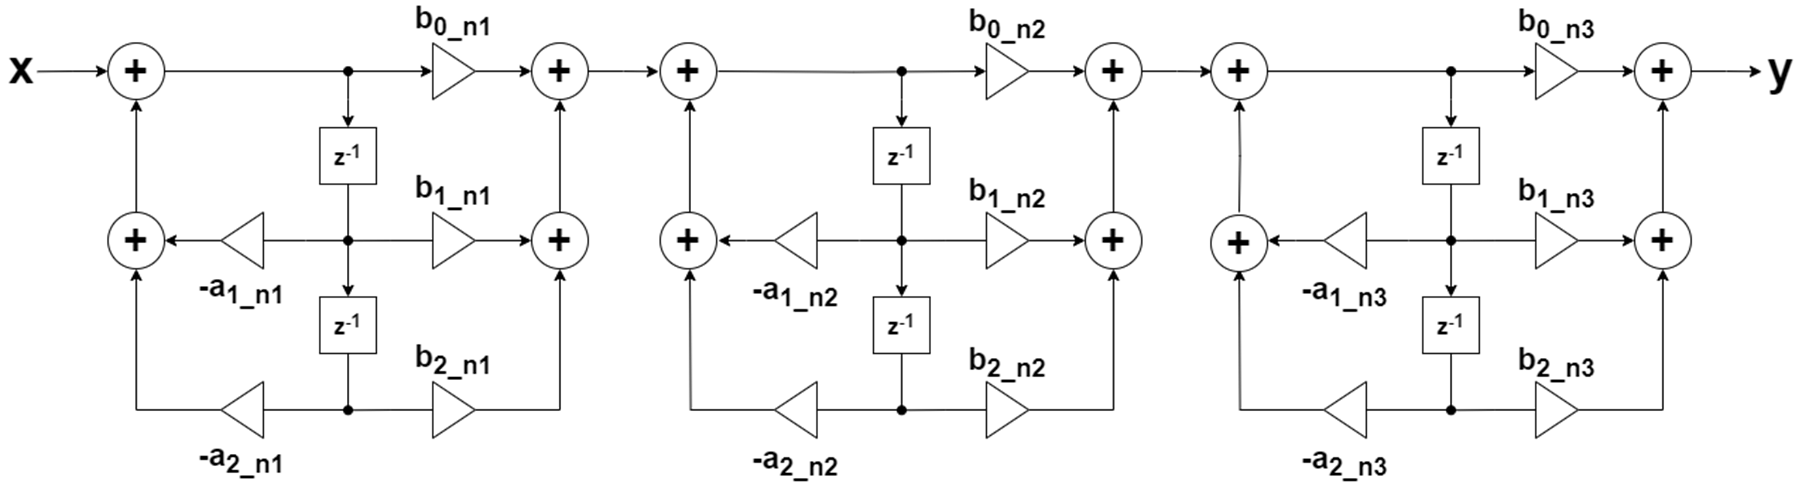 b0_n1 b0_n2 b0_n3
x + + + + + + y
z-1 z-1 z-1
b1_n1 b1_n2 b1_n3
+ + + + + +
-a1_n1 -a1_n2 -a1_n3
z-1 z-1 z-1
b2_n1 b2_n2 b2_n3
-a2_n1 -a2_n2 -a2_n3